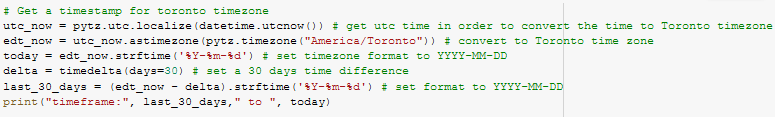 # Get a timestamp for toronto timezone
utc_now = pytz.utc.localize(datetime.utcnow()) # get utc time in order to convert the time to Toronto timezone
edt_now = utc_now.astimezone(pytz.timezone("America/Toronto")) # convert to Toronto time zone
today = edt_now.strftime('%Y-%m-%d') # set timezone format to YYYY-MM-DD
delta = timedelta(days=30) # set a 30 days time difference
last_30_days = (edt_now - delta).strftime('%Y-%m-%d') # set format to YYYY-MM-DD
print("timeframe:", last_30_days," to ", today)